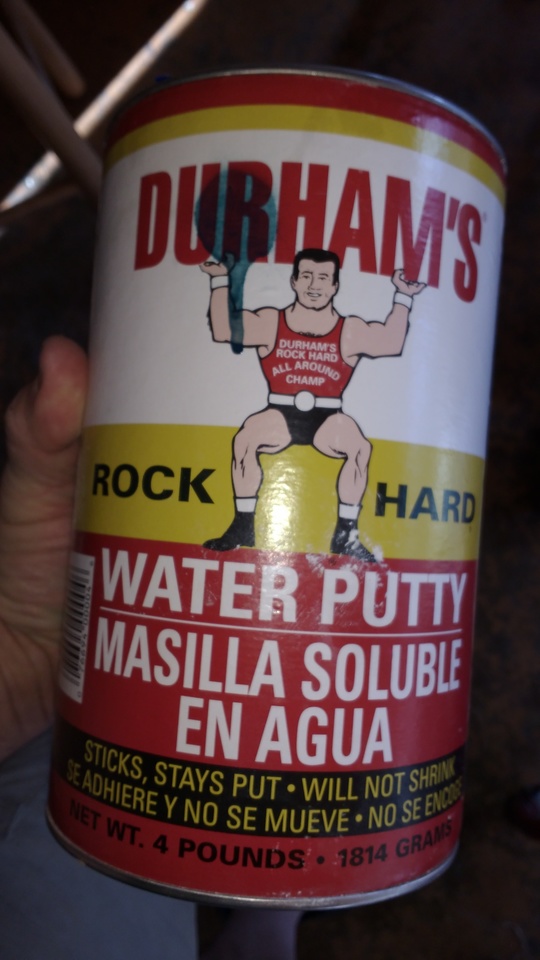 DURHAM'S
DURHAM'S
ROCK HARD
ALL AROUND
CHAMP
ROCK HARD
WATER PUTTY
MASILLA SOLUBLE
EN AGUA
STICKS, STAYS PUT • WILL NOT SHRINK
SE ADHIERE Y NO SE MUEVE • NO SE ENCOGE
NET WT. 4 POUNDS • 1814 GRAMS